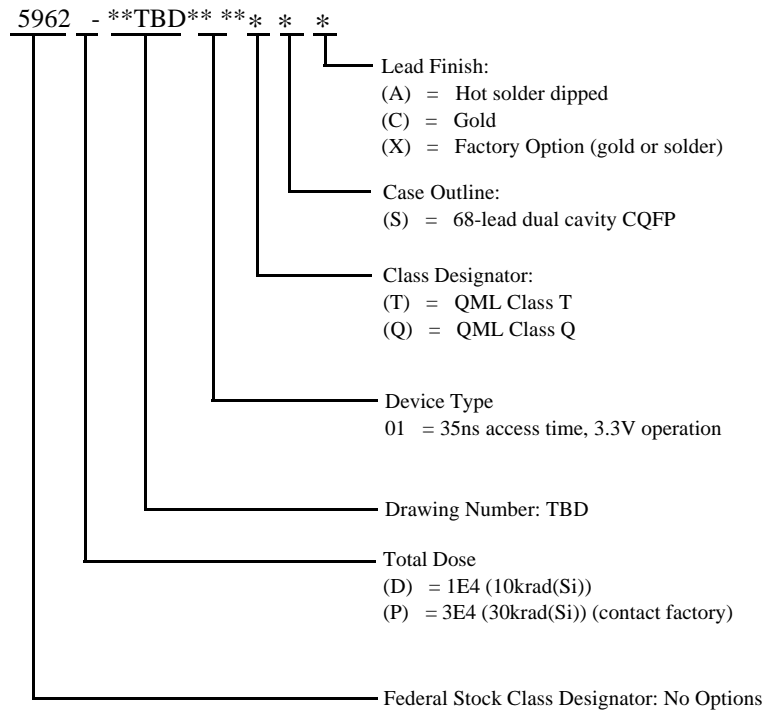 5962 - **TBD** *** * *
Lead Finish:
(A) = Hot solder dipped
(C) = Gold
(X) = Factory Option (gold or solder)
Case Outline:
(S) = 68-lead dual cavity CQFP
Class Designator:
(T) = QML Class T
(Q) = QML Class Q
Device Type
01 = 35ns access time, 3.3V operation
Drawing Number: TBD
Total Dose
(D) = 1E4 (10krad(Si))
(P) = 3E4 (30krad(Si)) (contact factory)
Federal Stock Class Designator: No Options